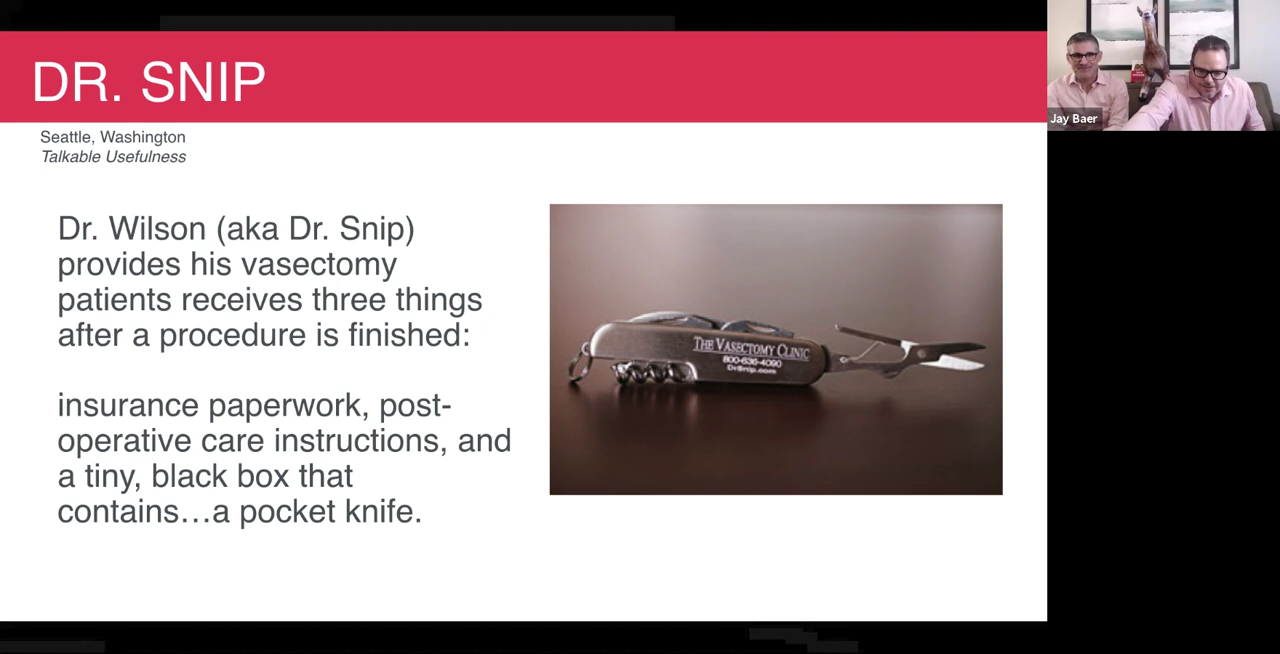 DR. SNIP
Seattle, Washington
Talkable Usefulness
Dr. Wilson (aka Dr. Snip)
provides his vasectomy
patients receives three things
after a procedure is finished:
insurance paperwork, post-
operative care instructions, and
a tiny, black box that
contains…a pocket knife.
THE VASECTOMY CLINIC
800-636-4090
DrSnip.com
Jay Baer